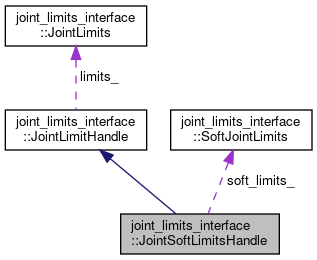 joint_limits_interface
::JointLimits
limits_
joint_limits_interface
::JointLimitHandle
joint_limits_interface
::SoftJointLimits
soft_limits_
joint_limits_interface
::JointSoftLimitsHandle